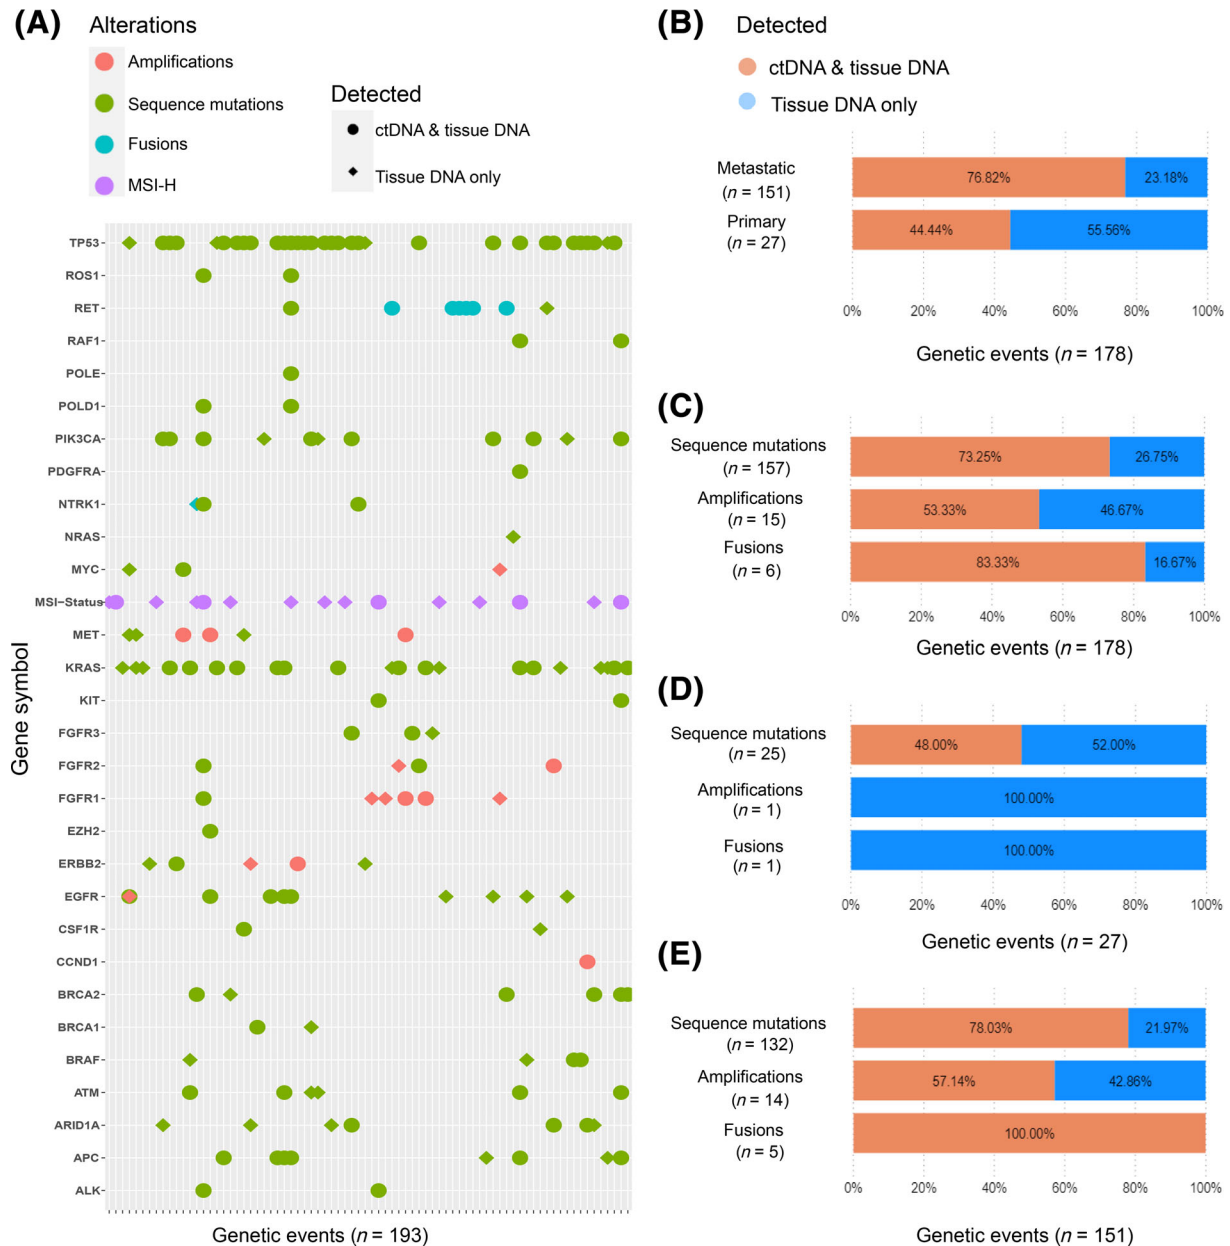 (A) Alterations
Amplifications
Sequence mutations
Fusions
MSI-H
Detected
ctDNA & tissue DNA
Tissue DNA only
Gene symbol
TP53
ROS1
RET
RAF1
POLE
POLD1
PIK3CA
PDGFRA
NTRK1
NRAS
MYC
MSI-Status
MET
KRAS
KIT
FGFR3
FGFR2
FGFR1
EZH2
ERBB2
EGFR
CSF1R
CCND1
BRCA2
BRCA1
BRAF
ATM
ARID1A
APC
ALK
Genetic events (n = 193)
(B) Detected
ctDNA & tissue DNA
Tissue DNA only
Metastatic
(n = 151)
76.82% 23.18%
Primary
(n = 27)
44.44% 55.56%
0% 20% 40% 60% 80% 100%
Genetic events (n = 178)
(C)
Sequence mutations
(n = 157)
73.25% 26.75%
Amplifications
(n = 15)
53.33% 46.67%
Fusions
(n = 6)
83.33% 16.67%
0% 20% 40% 60% 80% 100%
Genetic events (n = 178)
(D)
Sequence mutations
(n = 25)
48.00% 52.00%
Amplifications
(n = 1)
100.00%
Fusions
(n = 1)
100.00%
0% 20% 40% 60% 80% 100%
Genetic events (n = 27)
(E)
Sequence mutations
(n = 132)
78.03% 21.97%
Amplifications
(n = 14)
57.14% 42.86%
Fusions
(n = 5)
100.00%
0% 20% 40% 60% 80% 100%
Genetic events (n = 151)